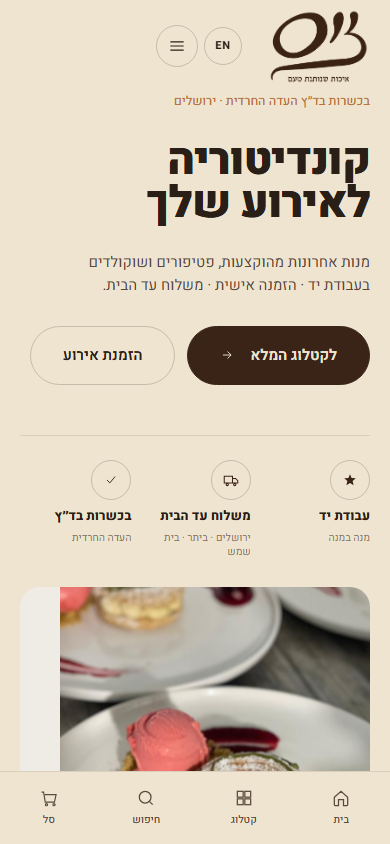 איכות שנותנת טעם
EN
בכשרות בד״ץ העדה החרדית · ירושלים
קונדיטוריה
לאירוע שלך
מנות אחרונות מהוקצעות, פטיפורים ושוקולדים
בעבודת יד · הזמנה אישית · משלוח עד הבית.
לקטלוג המלא
הזמנת אירוע
עבודת יד
מנה במנה
משלוח עד הבית
ירושלים · ביתר · בית
שמש
בכשרות בד״ץ
העדה החרדית
בית
קטלוג
חיפוש
סל